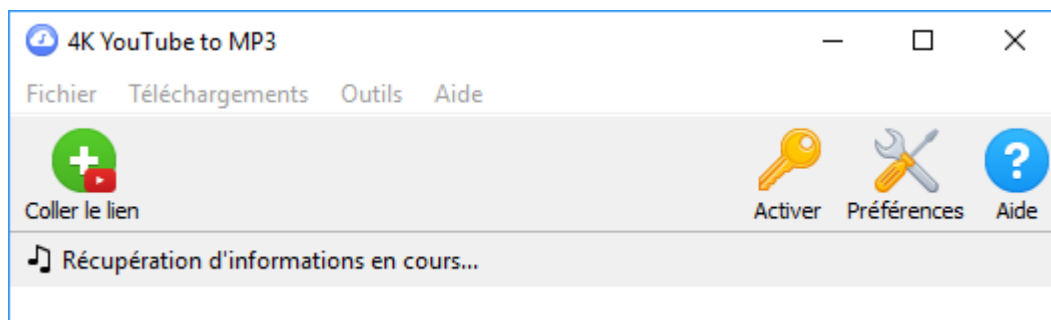 4K YouTube to MP3
Fichier Téléchargements Outils Aide
Coller le lien Activer Préférences Aide
Récupération d'informations en cours...